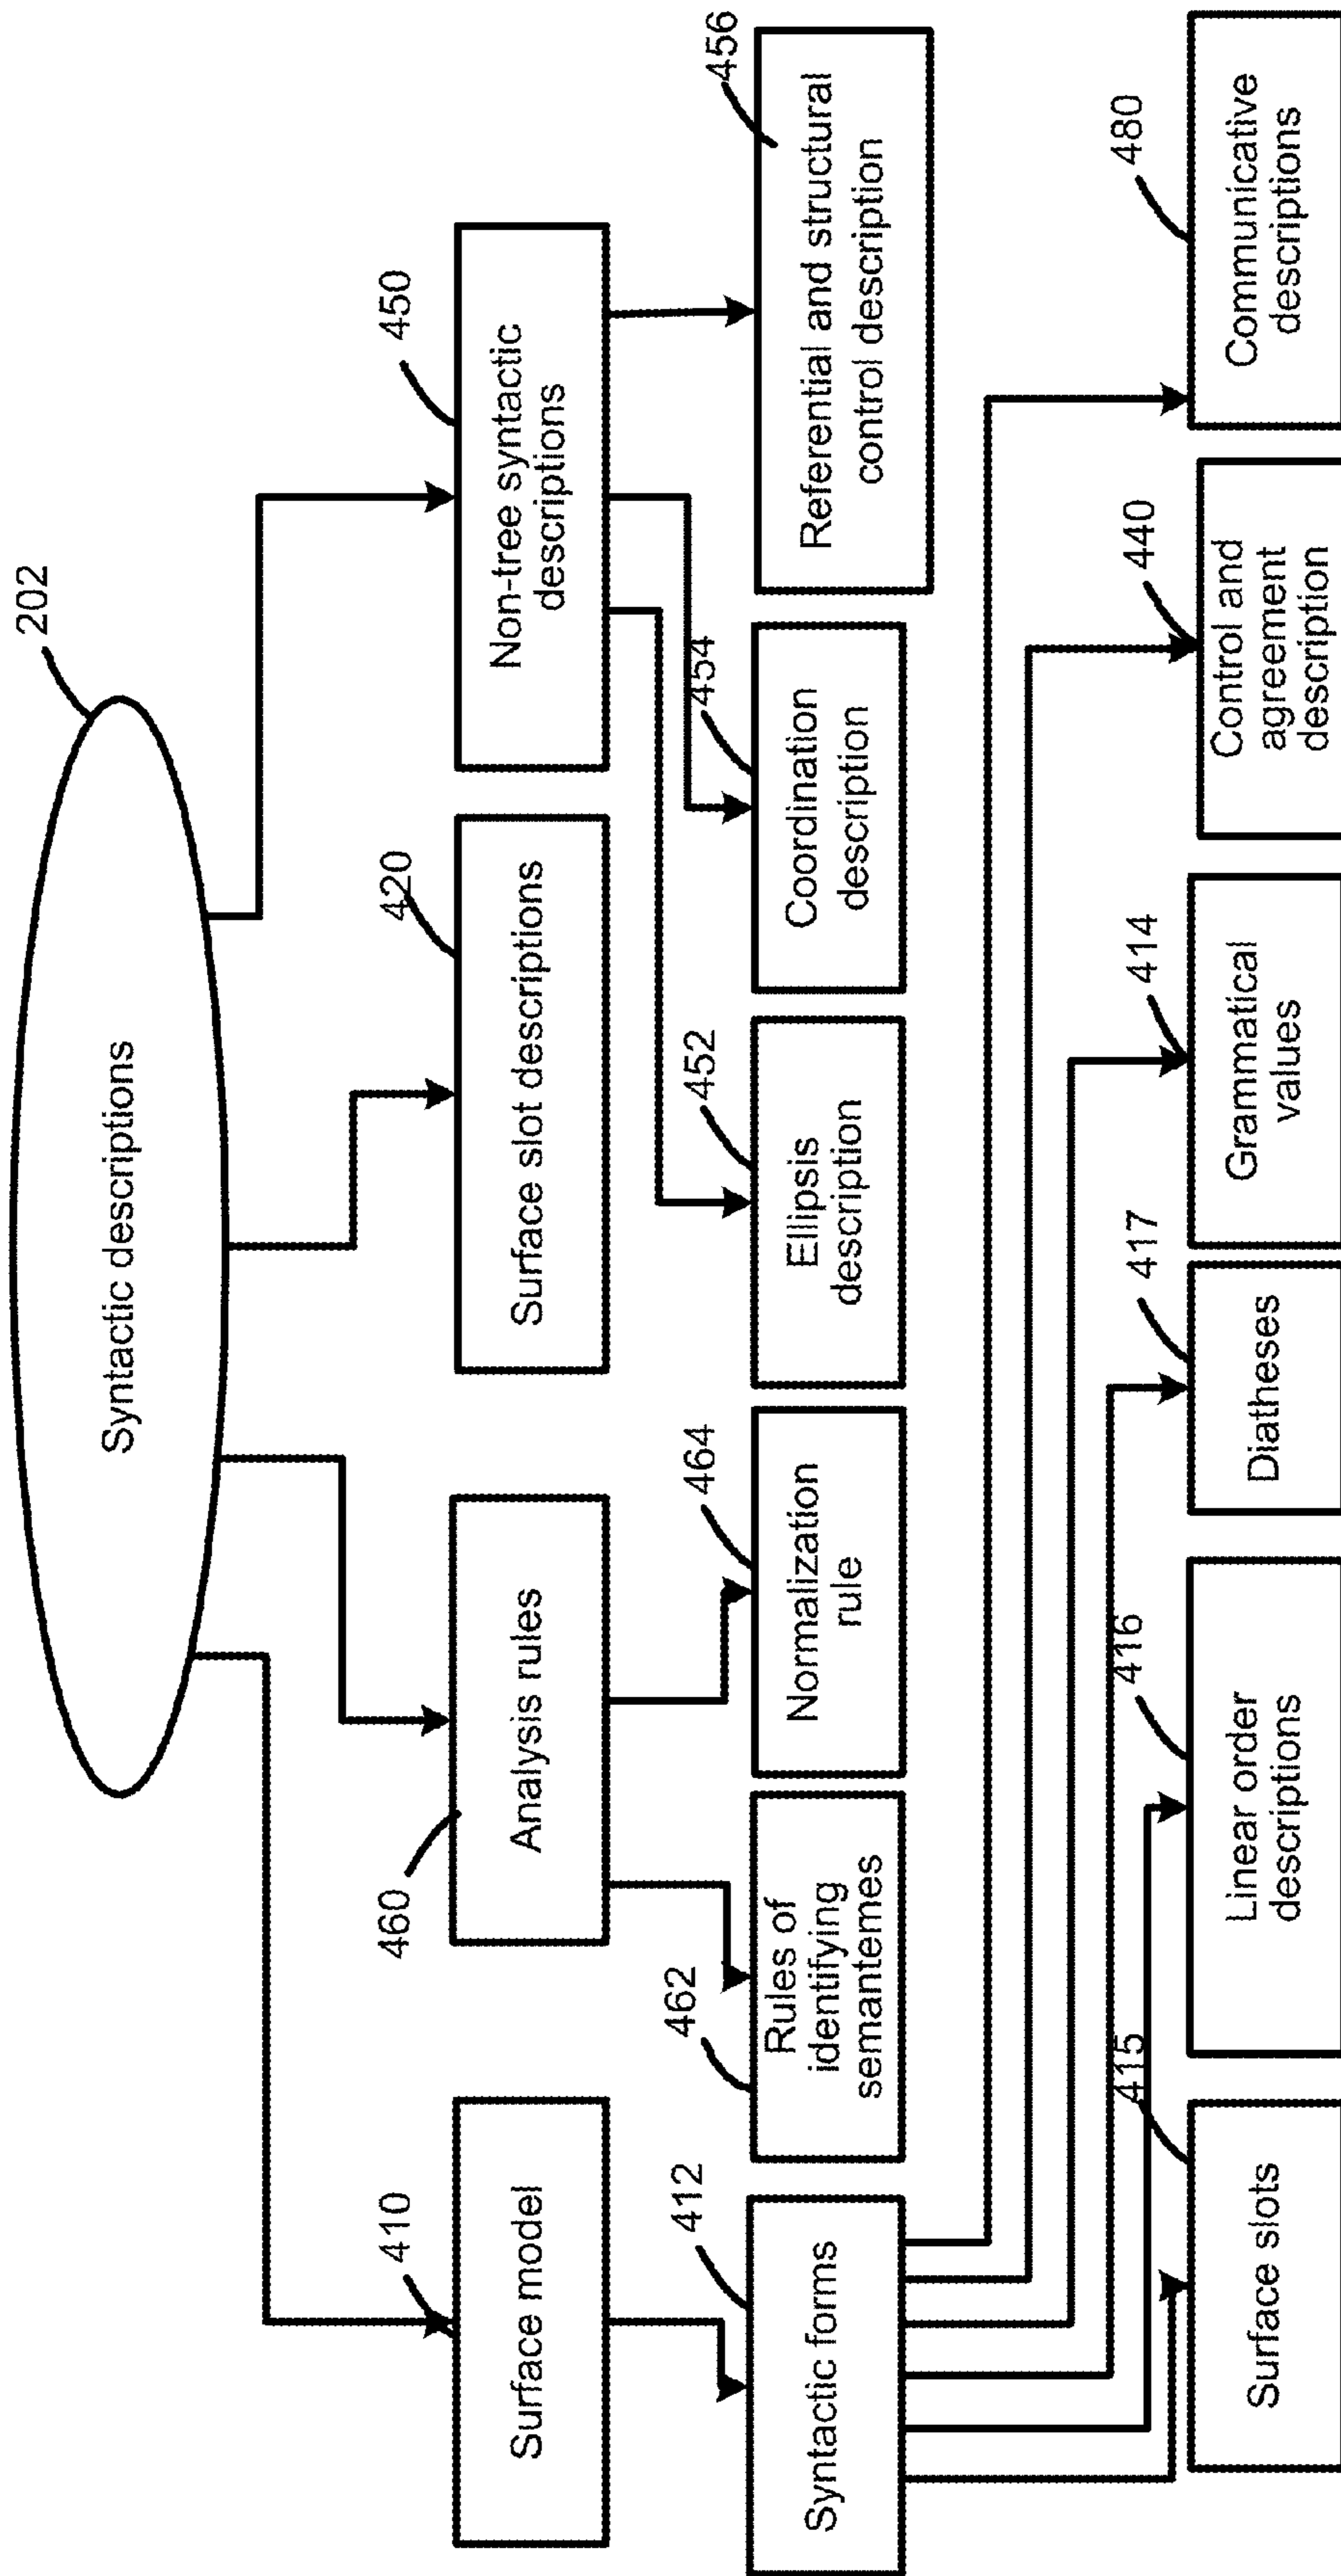 202
Syntactic descriptions
410
Surface model
460
Analysis rules
420
Surface slot descriptions
450
Non-tree syntactic
descriptions
412
Syntactic forms
462
Rules of
identifying
semantemes
464
Normalization
rule
452
Ellipsis
description
454
Coordination
description
456
Referential and structural
control description
415
Surface slots
416
Linear order
descriptions
417
Diatheses
414
Grammatical
values
440
Control and
agreement
description
480
Communicative
descriptions